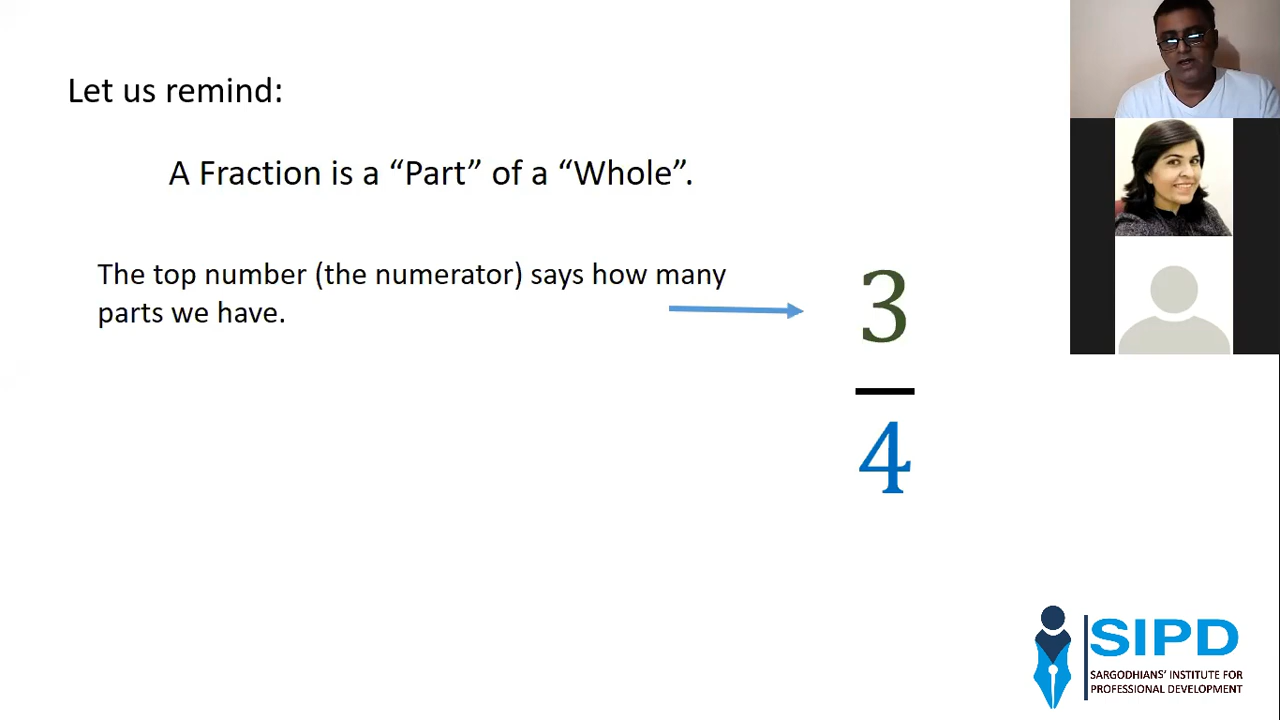 Let us remind:
A Fraction is a “Part” of a “Whole”.
The top number (the numerator) says how many
parts we have.
3
4
SIPD
SARGODHIANS' INSTITUTE FOR
PROFESSIONAL DEVELOPMENT